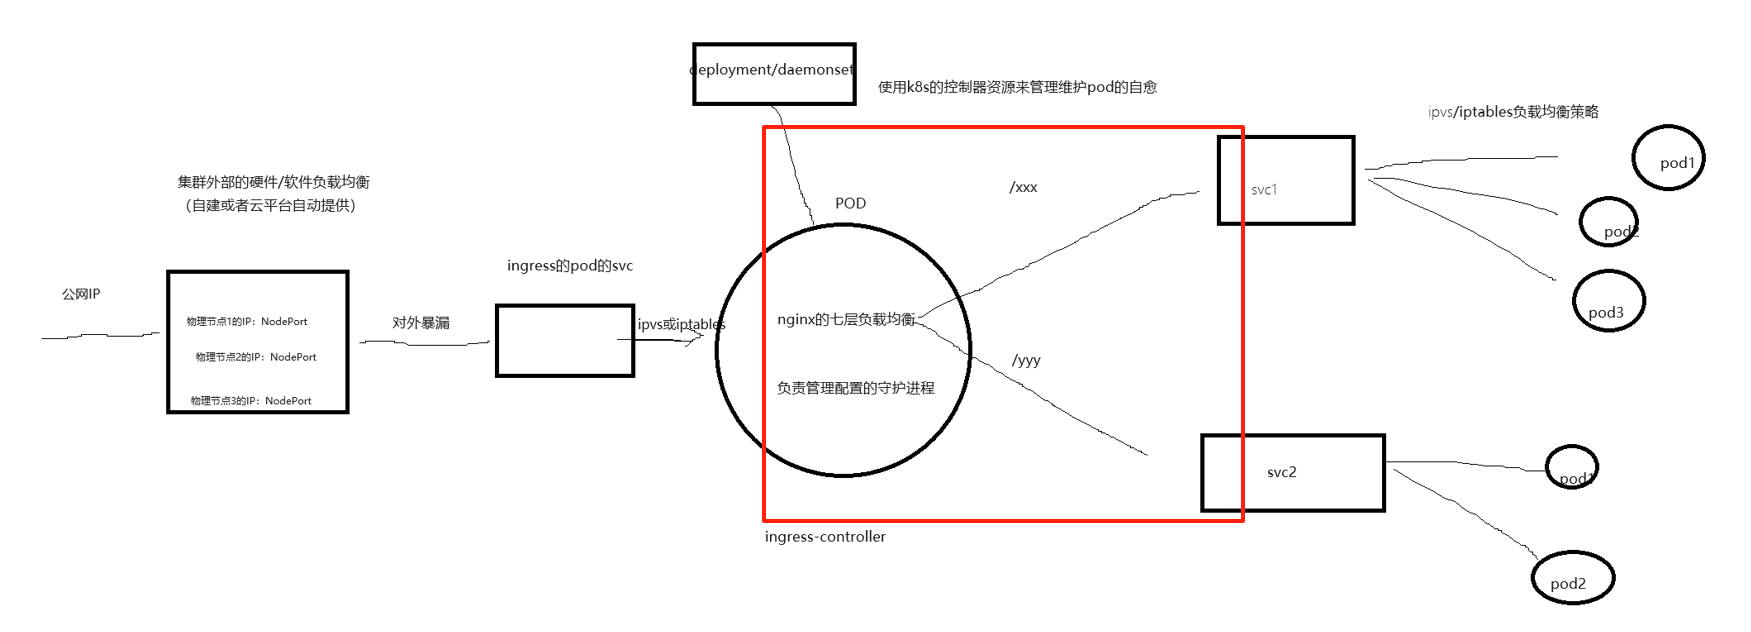 deployment/daemonset
使用k8s的控制器资源来管理维护pod的自愈
ipvs/iptables负载均衡策略
集群外部的硬件/软件负载均衡
（自建或者云平台自动提供）
POD
/xxx
svc1
pod1
pod2
pod3
ingress的pod的svc
公网IP
物理节点1的IP：NodePort
物理节点2的IP：NodePort
物理节点3的IP：NodePort
对外暴漏
ipvs或iptables
nginx的七层负载均衡
负责管理配置的守护进程
/yyy
svc2
pod1
pod2
ingress-controller